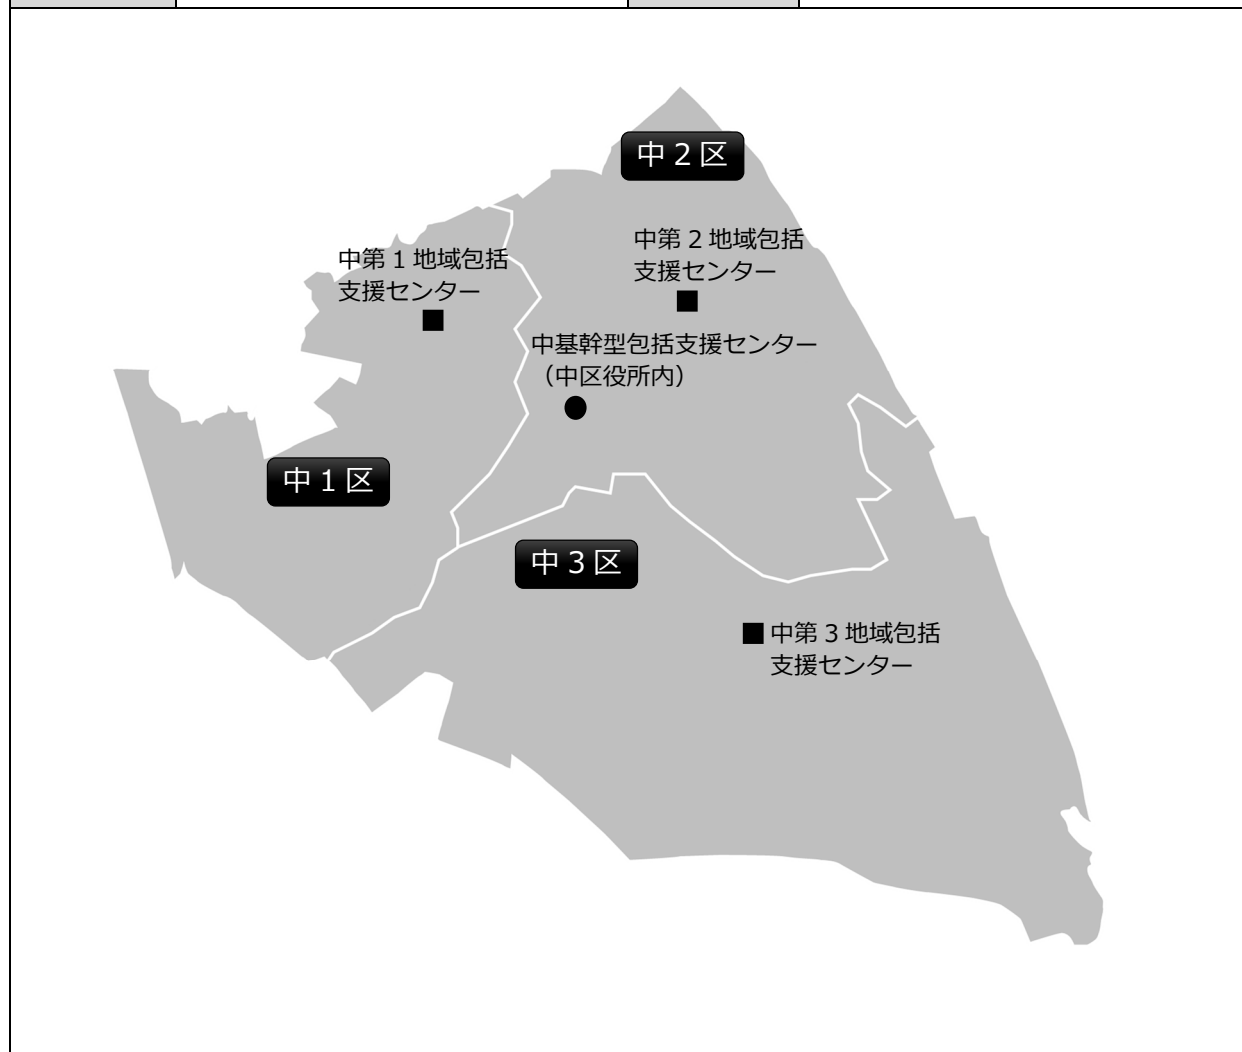 中２区
中第２地域包括
支援センター
中第１地域包括
支援センター
中基幹型包括支援センター
（中区役所内）
中１区
中３区
中第３地域包括
支援センター